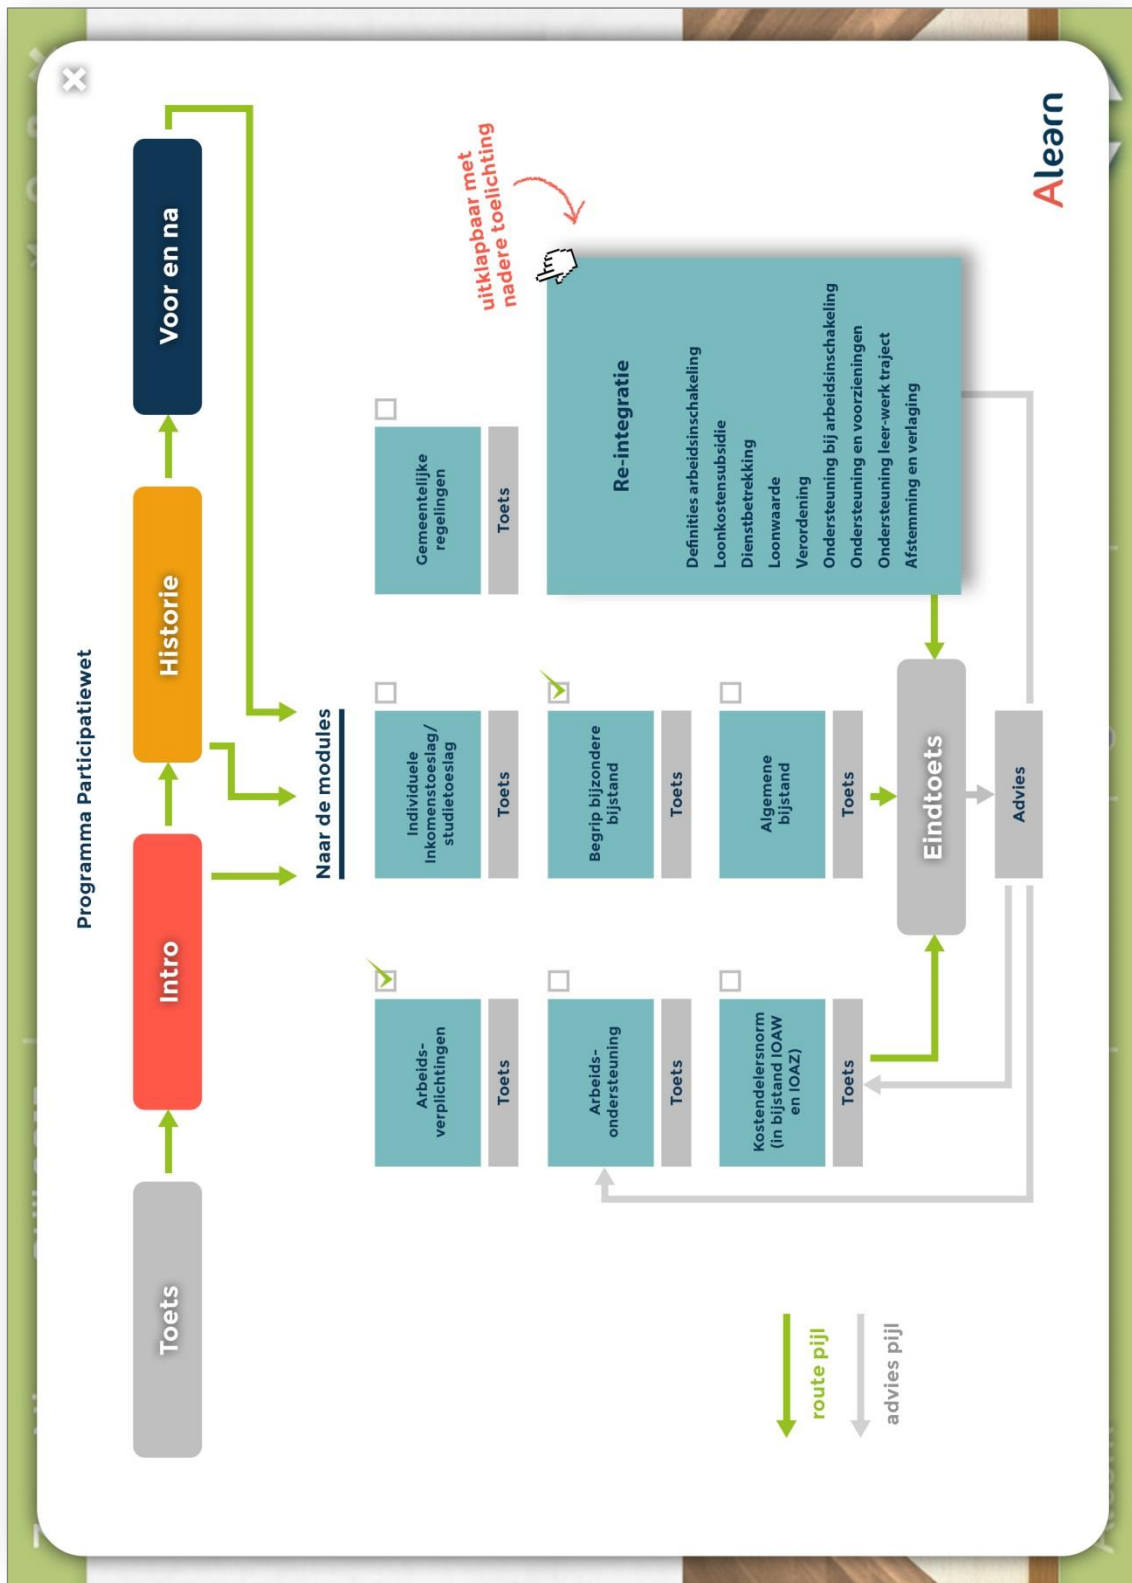 Programma Participatiewet
Toets
Intro
Historie
Voor en na
Naar de modules
Arbeids-
verplichtingen
Toets
Individuele
Inkomenstoeslag/
studietoeslag
Toets
Gemeentelijke
regelingen
Toets
uitklapbaar met
nadere toelichting
Arbeids-
ondersteuning
Toets
Begrip bijzondere
bijstand
Toets
Re-integratie
Definities arbeidsinschakeling
Loonkostensubsidie
Dienstbetrekking
Loonwaarde
Verordening
Ondersteuning bij arbeidsinschakeling
Ondersteuning en voorzieningen
Ondersteuning leer-werk traject
Afstemming en verlaging
Kostendelersnorm
(in bijstand IOAW
en IOAZ)
Toets
Algemene
bijstand
Toets
route pijl
advies pijl
Eindtoets
Advies
Alearn